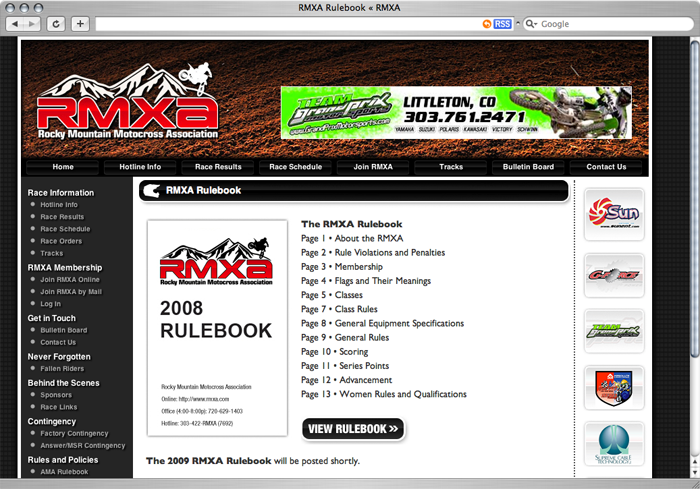 RMXA Rulebook « RMXA
RSS
Google
RMXA
Rocky Mountain Motocross Association
TEAM
Grand Prix
Motorsports
www.GrandPrixMotorsports.com
LITTLETON, CO
303.761.2471
YAMAHA SUZUKI POLARIS KAWASAKI VICTORY SCHWINN
Home Hotline Info Race Results Race Schedule Join RMXA Tracks Bulletin Board Contact Us
Race Information
Hotline Info
Race Results
Race Schedule
Race Orders
Tracks
RMXA Membership
Join RMXA Online
Join RMXA by Mail
Log In
Get in Touch
Bulletin Board
Contact Us
Never Forgotten
Fallen Riders
Behind the Scenes
Sponsors
Race Links
Contingency
Factory Contingency
Answer/MSR Contingency
Rules and Policies
AMA Rulebook
RMXA Rulebook
RMXA
Rocky Mountain Motocross Association
2008
RULEBOOK
Rocky Mountain Motocross Association
Online: http://www.rmxa.com
Office (4:00-8:00p): 720-629-1403
Hotline: 303-422-RMXA (7692)
The RMXA Rulebook
Page 1 • About the RMXA
Page 2 • Rule Violations and Penalties
Page 3 • Membership
Page 4 • Flags and Their Meanings
Page 5 • Classes
Page 7 • Class Rules
Page 8 • General Equipment Specifications
Page 9 • General Rules
Page 10 • Scoring
Page 11 • Series Points
Page 12 • Advancement
Page 13 • Women Rules and Qualifications
VIEW RULEBOOK »
The 2009 RMXA Rulebook will be posted shortly.
Sun
TEAM
SUPREME CABLE
TECHNOLOGY